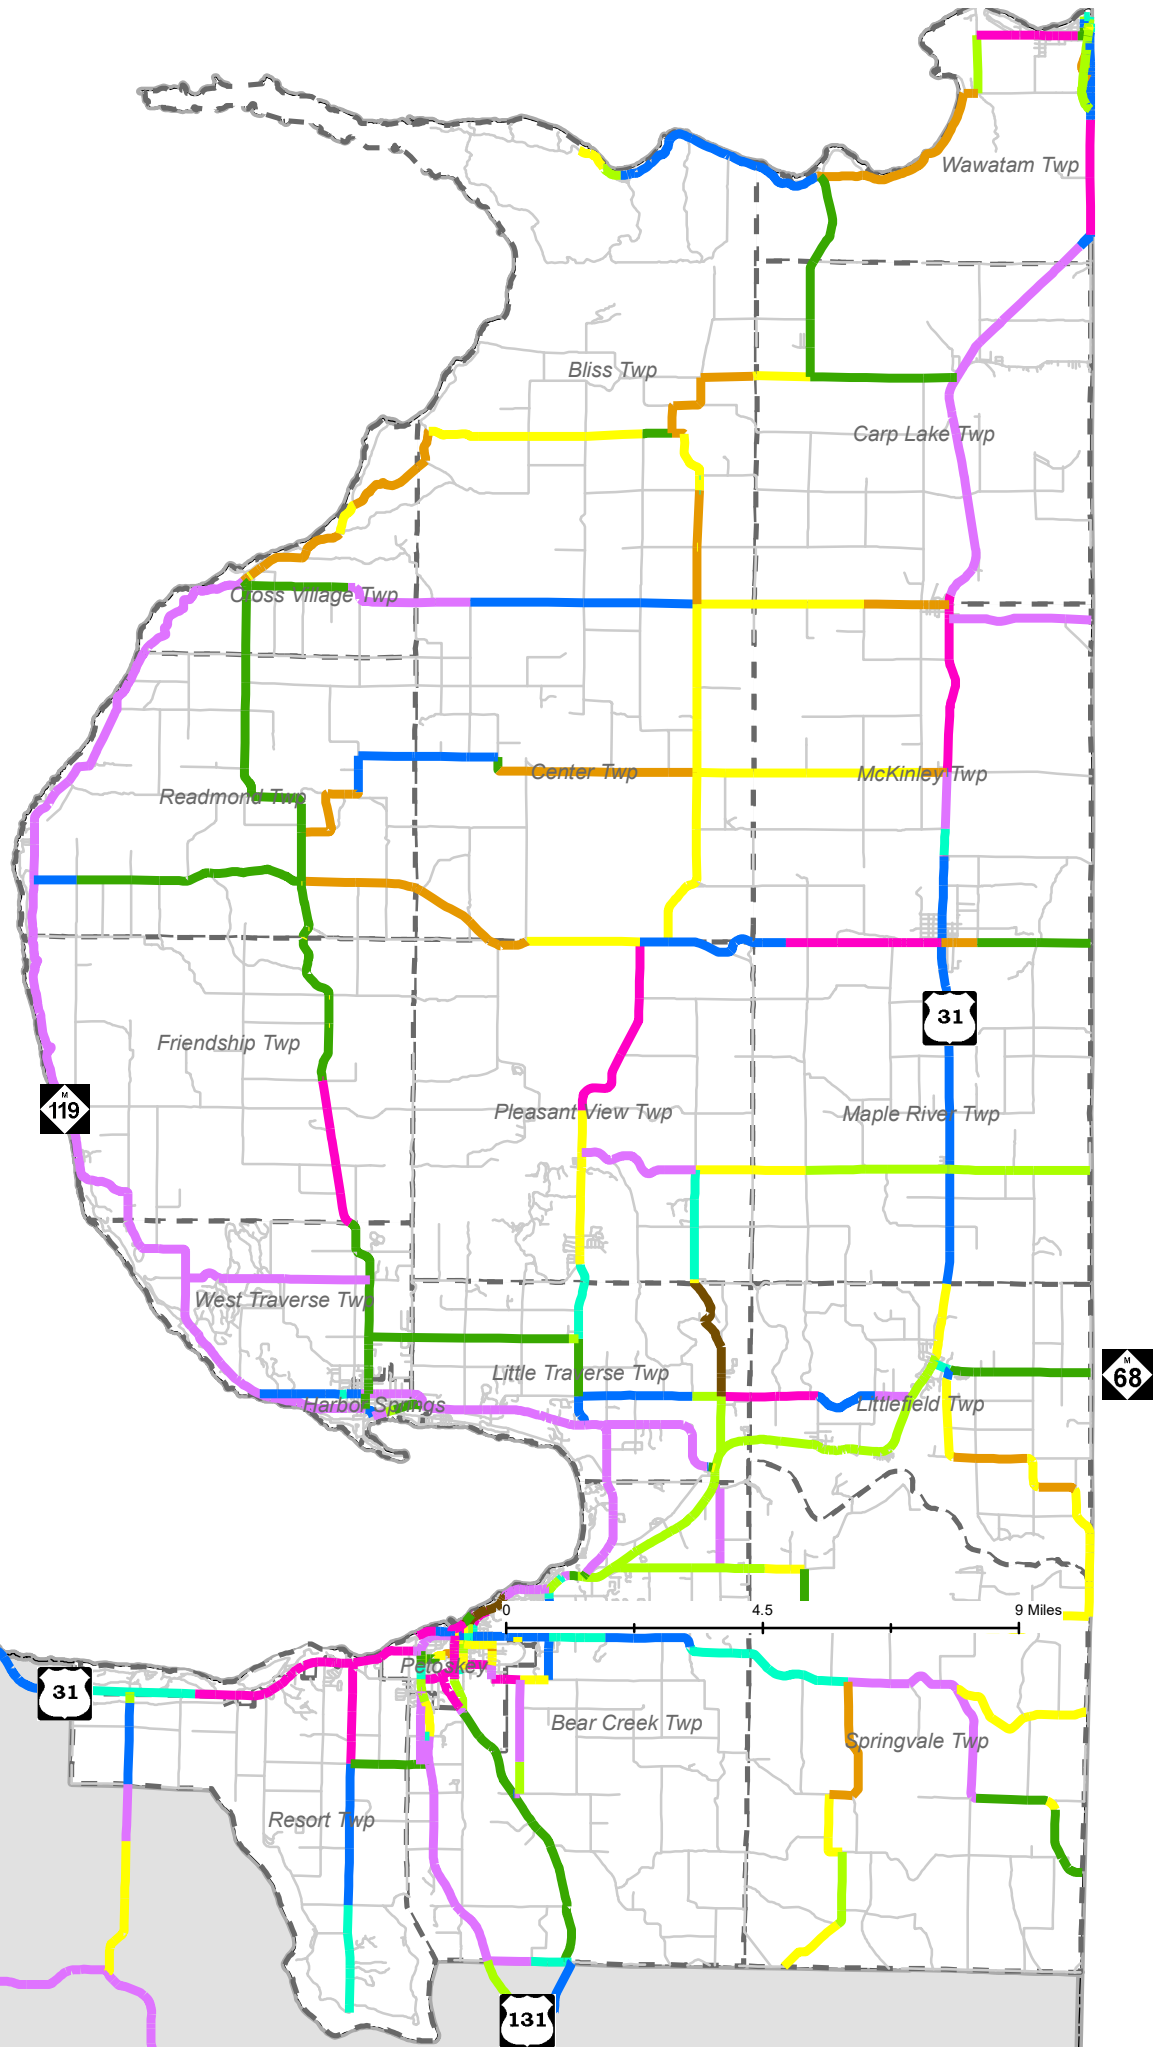 Wawatam Twp
Bliss Twp
Carp Lake Twp
Cross Village Twp
Center Twp
McKinley Twp
Readmond Twp
31
Friendship Twp
M
119
Pleasant View Twp
Maple River Twp
West Traverse Twp
Little Traverse Twp
M
68
Harbor Springs
Littlefield Twp
0
4.5
9 Miles
Petoskey
31
Bear Creek Twp
Springvale Twp
Resort Twp
131